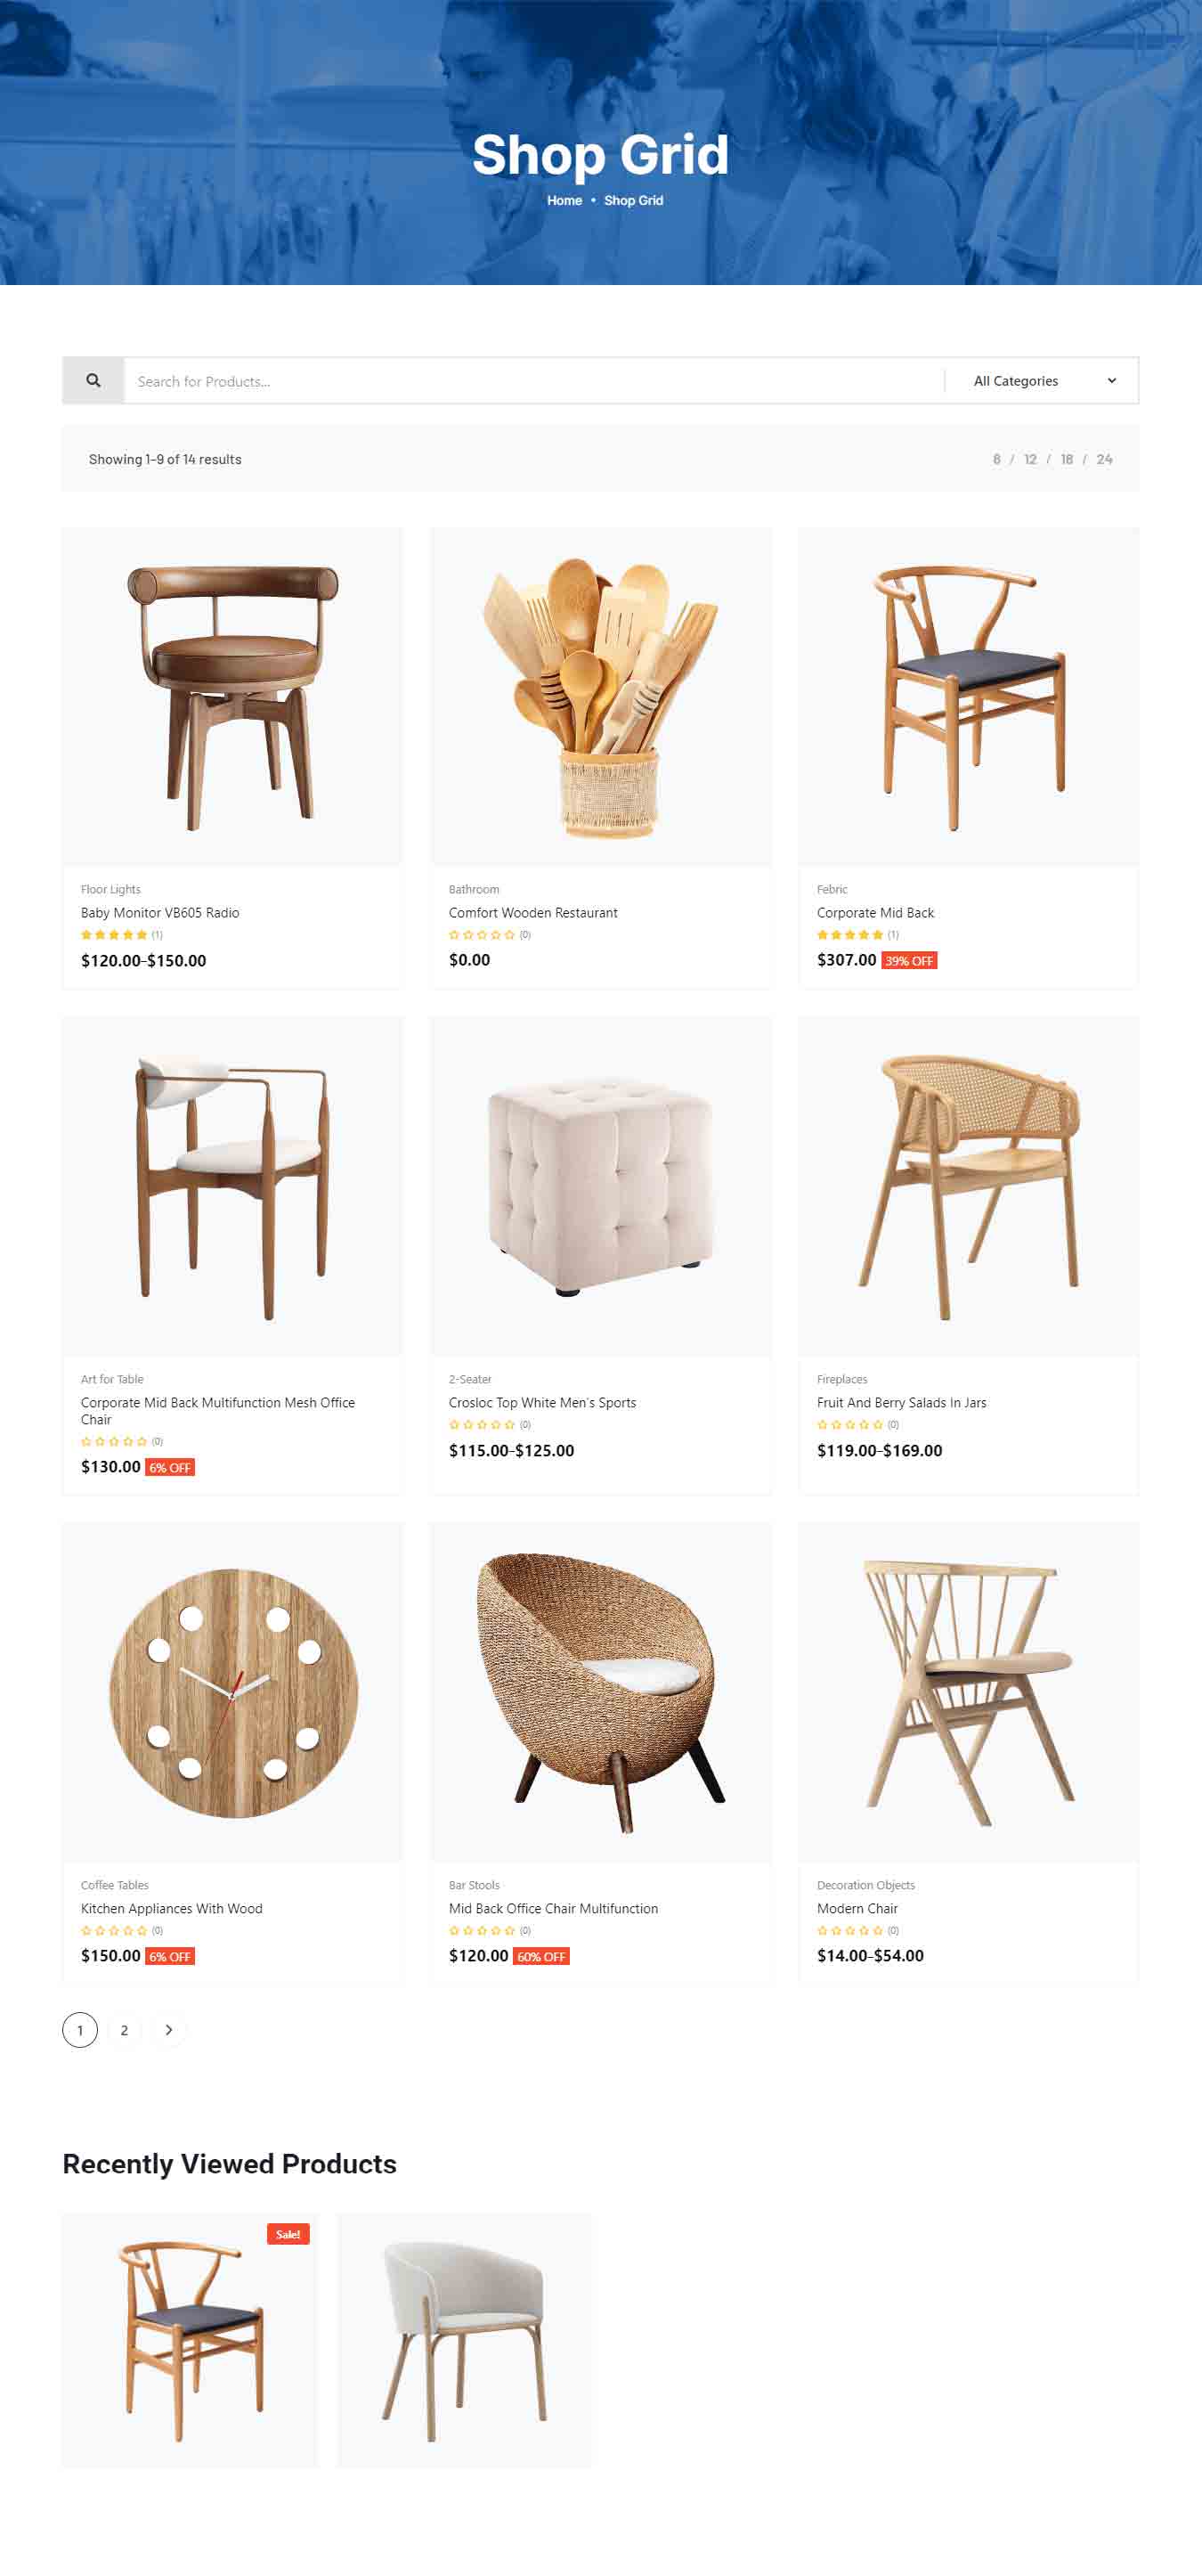 Shop Grid
Home • Shop Grid
Search for Products...
All Categories
Showing 1-9 of 14 results
8 / 12 / 18 / 24
Floor Lights
Baby Monitor VB605 Radio
(1)
$120.00-$150.00
Bathroom
Comfort Wooden Restaurant
(0)
$0.00
Febric
Corporate Mid Back
(1)
$307.00 39% OFF
Art for Table
Corporate Mid Back Multifunction Mesh Office
Chair
(0)
$130.00 6% OFF
2-Seater
Crosloc Top White Men's Sports
(0)
$115.00-$125.00
Fireplaces
Fruit And Berry Salads In Jars
(0)
$119.00-$169.00
Coffee Tables
Kitchen Appliances With Wood
(0)
$150.00 6% OFF
Bar Stools
Mid Back Office Chair Multifunction
(0)
$120.00 60% OFF
Decoration Objects
Modern Chair
(0)
$14.00-$54.00
1 2
Recently Viewed Products
Sale!